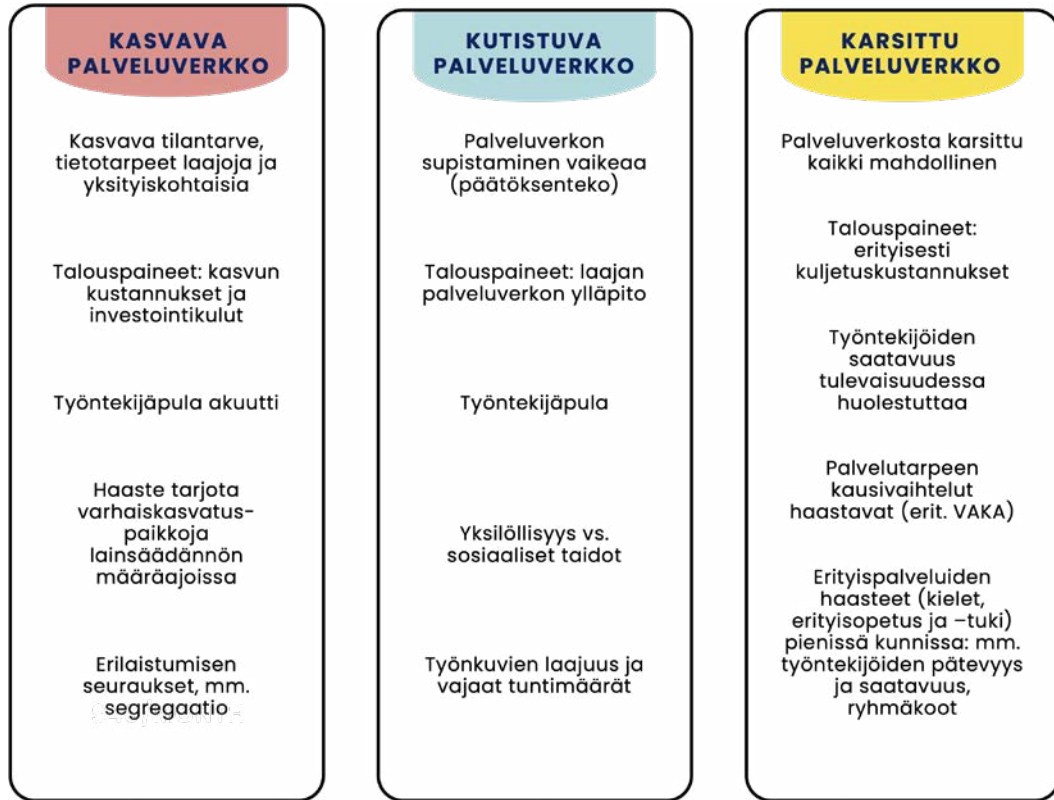 KASVAVA
PALVELUVERKKO
Kasvava tilantarve,
tietotarpeet laajoja ja
yksityiskohtaisia
Talouspaineet: kasvun
kustannukset ja
investointikulut
Työntekijäpula akuutti
Haaste tarjota
varhaiskasvatus-
paikkoja
lainsäädännön
määräajoissa
Erilaistumisen
seuraukset, mm.
segregaatio
KUTISTUVA
PALVELUVERKKO
Palveluverkon
supistaminen vaikeaa
(päätöksenteko)
Talouspaineet: laajan
palveluverkon ylläpito
Työntekijäpula
Yksilöllisyys vs.
sosiaaliset taidot
Työnkuvien laajuus ja
vajaat tuntimäärät
KARSITTU
PALVELUVERKKO
Palveluverkosta karsittu
kaikki mahdollinen
Talouspaineet:
erityisesti
kuljetuskustannukset
Työntekijöiden
saatavuus
tulevaisuudessa
huolestuttaa
Palvelutarpeen
kausivaihtelut
haastavat (erit. VAKA)
Erityispalveluiden
haasteet (kielet,
erityisopetus ja –tuki)
pienissä kunnissa: mm.
työntekijöiden pätevyys
ja saatavuus,
ryhmäkoot